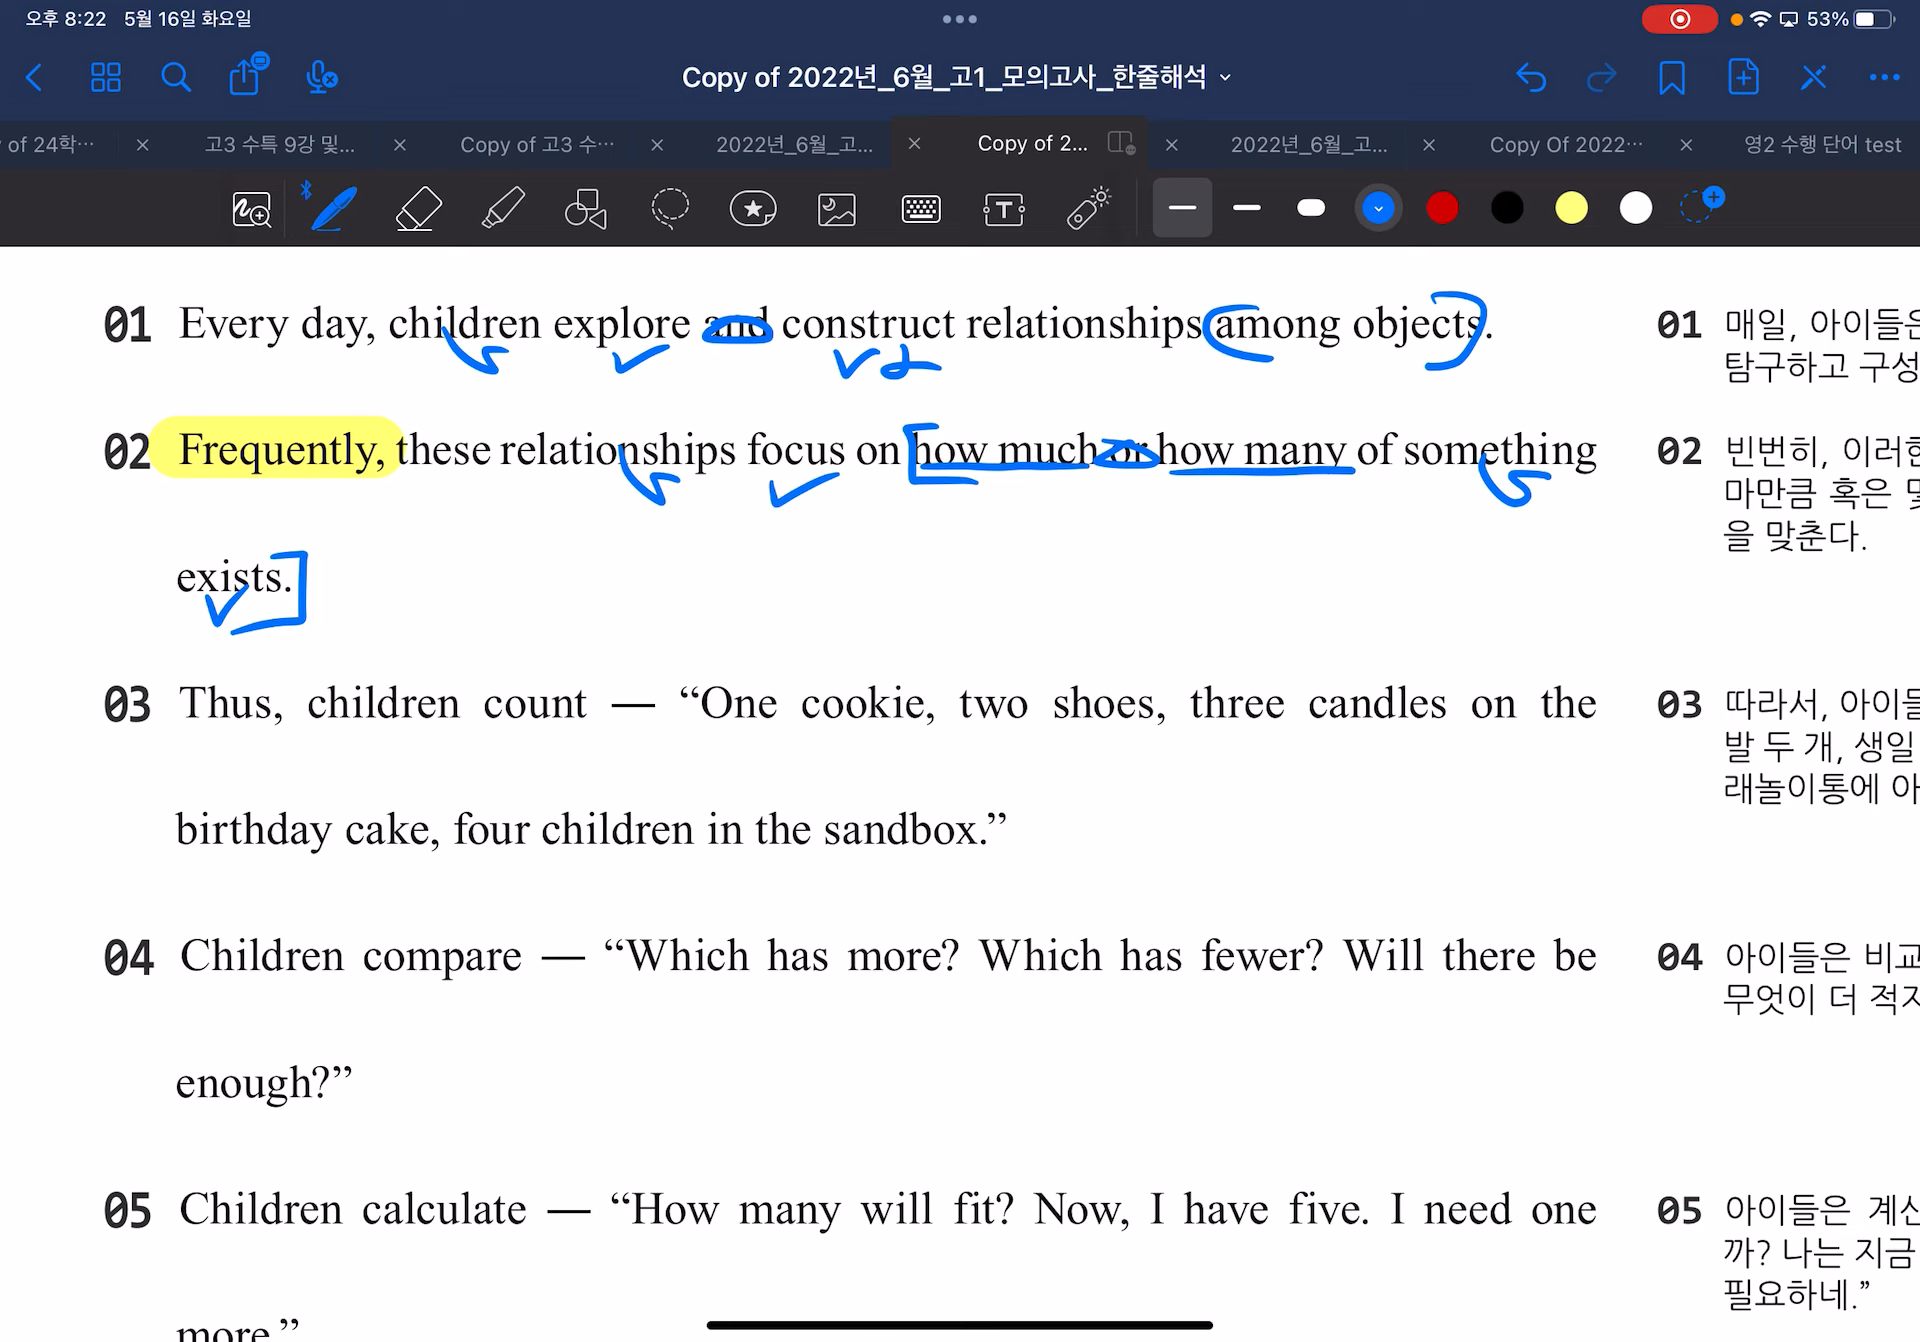 오후 8:22 5월 16일 화요일
53%
Copy of 2022년_6월_고1_모의고사_한줄해석
of 24학… 고3 수특 9강 및... Copy of 고3 수… 2022년_6월_고... Copy of 2... 2022년_6월_고... Copy Of 2022… 영2 수행 단어 test
01 Every day, children explore and construct relationships among objects.
02 Frequently, these relationships focus on how much or how many of something
exists.
03 Thus, children count — “One cookie, two shoes, three candles on the
birthday cake, four children in the sandbox.”
04 Children compare — “Which has more? Which has fewer? Will there be
enough?”
05 Children calculate — “How many will fit? Now, I have five. I need one
more.”
01 매일, 아이들은
탐구하고 구성
02 빈번히, 이러한
마만큼 혹은 몇
을 맞춘다.
03 따라서, 아이들
발 두 개, 생일
래놀이통에 아
04 아이들은 비교
무엇이 더 적지
05 아이들은 계산
까? 나는 지금
필요하네.”